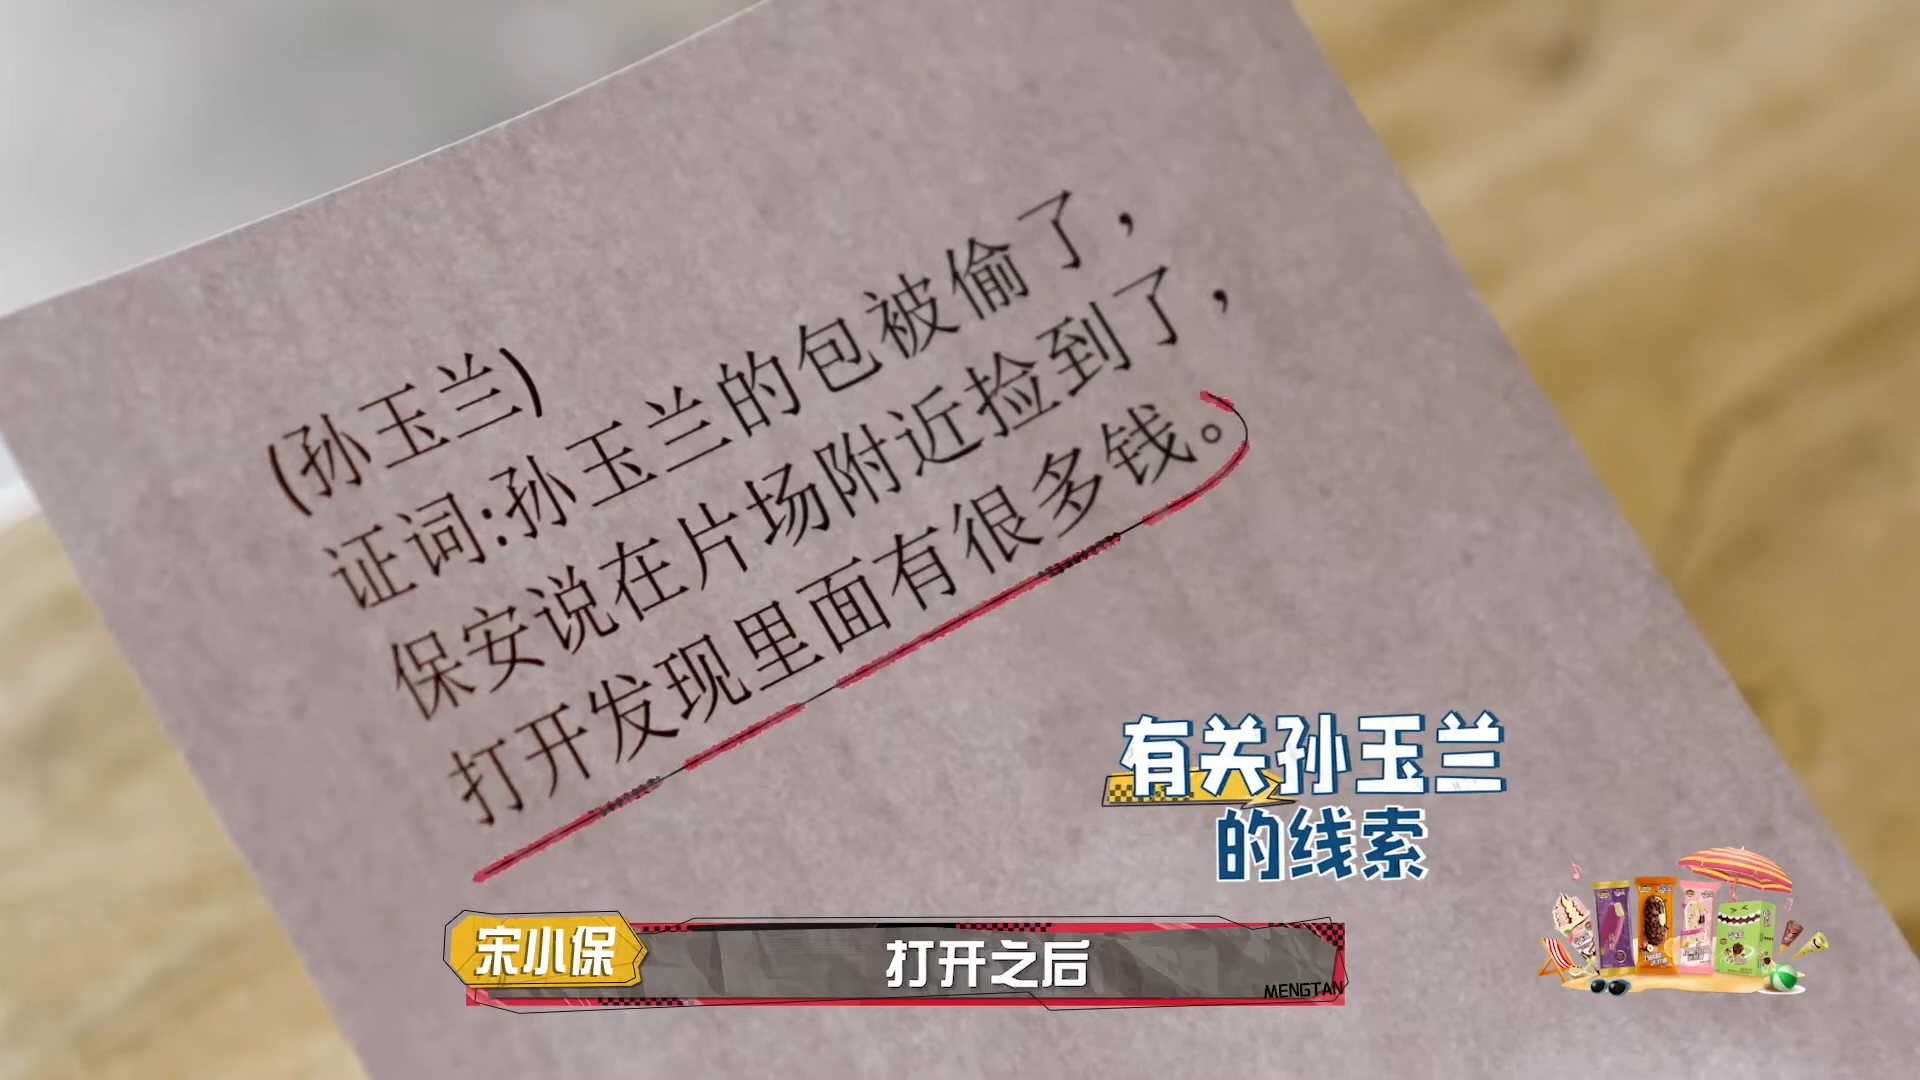 (孙玉兰)
证词:孙玉兰的包被偷了,
保安说在片场附近捡到了,
打开发现里面有很多钱。
有关孙玉兰
的线索
宋小保
打开之后
MENGTAN